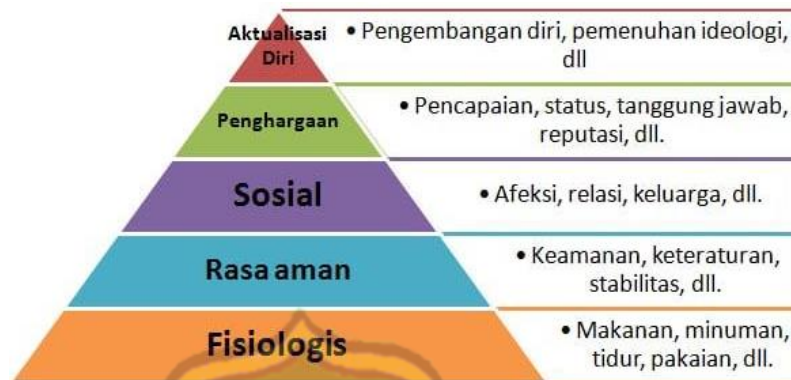 Aktualisasi
Diri
• Pengembangan diri, pemenuhan ideologi,
dll
Penghargaan
• Pencapaian, status, tanggung jawab,
reputasi, dll.
Sosial
• Afeksi, relasi, keluarga, dll.
Rasa aman
• Keamanan, keteraturan,
stabilitas, dll.
Fisiologis
• Makanan, minuman,
tidur, pakaian, dll.